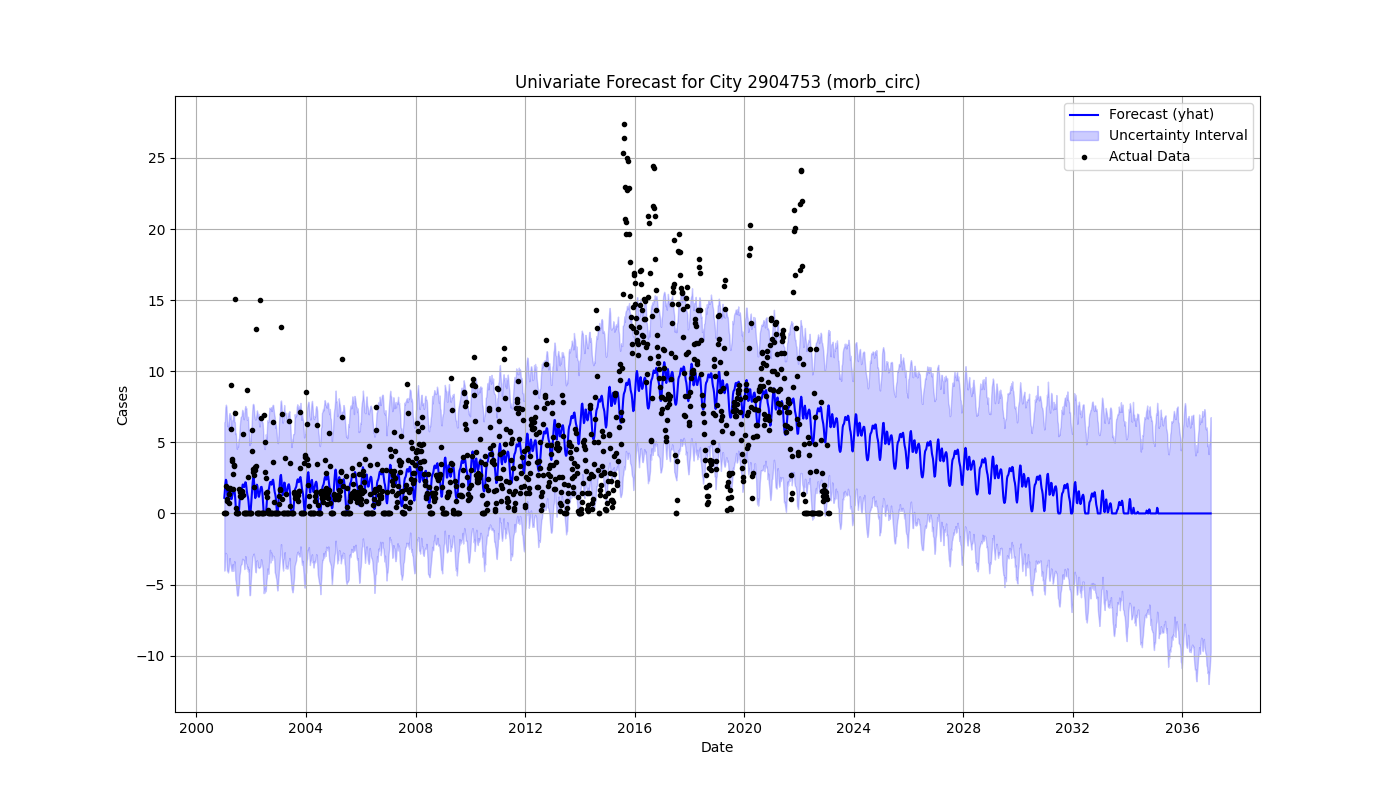 Univariate Forecast for City 2904753 (morb_circ)
Forecast (yhat)
Uncertainty Interval
Actual Data
25
20
15
10
5
0
−5
−10
Cases
2000 2004 2008 2012 2016 2020 2024 2028 2032 2036
Date